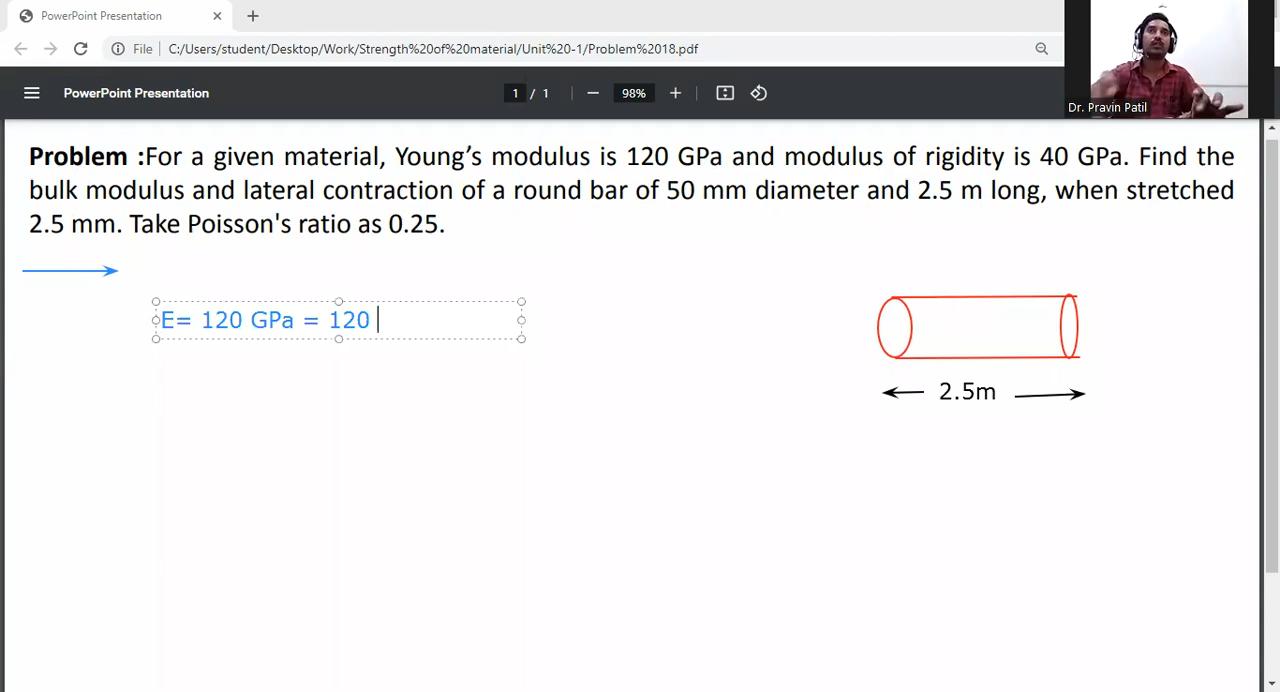 PowerPoint Presentation
File
C:/Users/student/Desktop/Work/Strength%20of%20material/Unit%20-1/Problem%2018.pdf
PowerPoint Presentation
1 / 1
98%
Dr. Pravin Patil
Problem :For a given material, Young’s modulus is 120 GPa and modulus of rigidity is 40 GPa. Find the
bulk modulus and lateral contraction of a round bar of 50 mm diameter and 2.5 m long, when stretched
2.5 mm. Take Poisson's ratio as 0.25.
E= 120 GPa = 120
2.5m